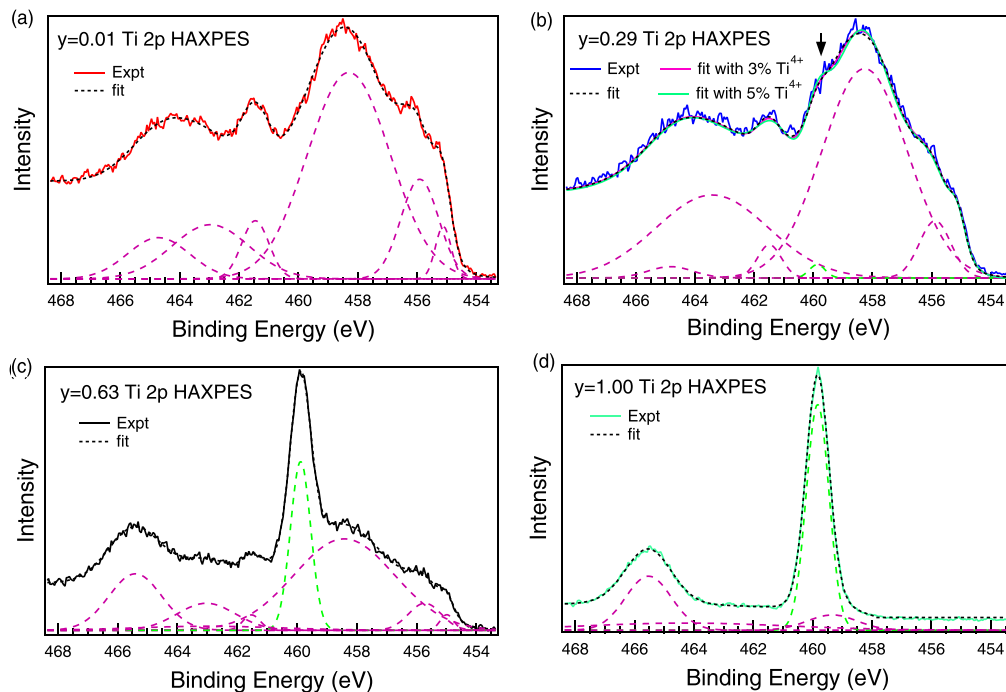 (a)
y=0.01 Ti 2p HAXPES
Expt
fit
Intensity
468 466 464 462 460 458 456 454
Binding Energy (eV)
(b)
y=0.29 Ti 2p HAXPES
Expt fit with 3% Ti4+
fit fit with 5% Ti4+
Intensity
468 466 464 462 460 458 456 454
Binding Energy (eV)
(c)
y=0.63 Ti 2p HAXPES
Expt
fit
Intensity
468 466 464 462 460 458 456 454
Binding Energy (eV)
(d)
y=1.00 Ti 2p HAXPES
Expt
fit
Intensity
468 466 464 462 460 458 456 454
Binding Energy (eV)